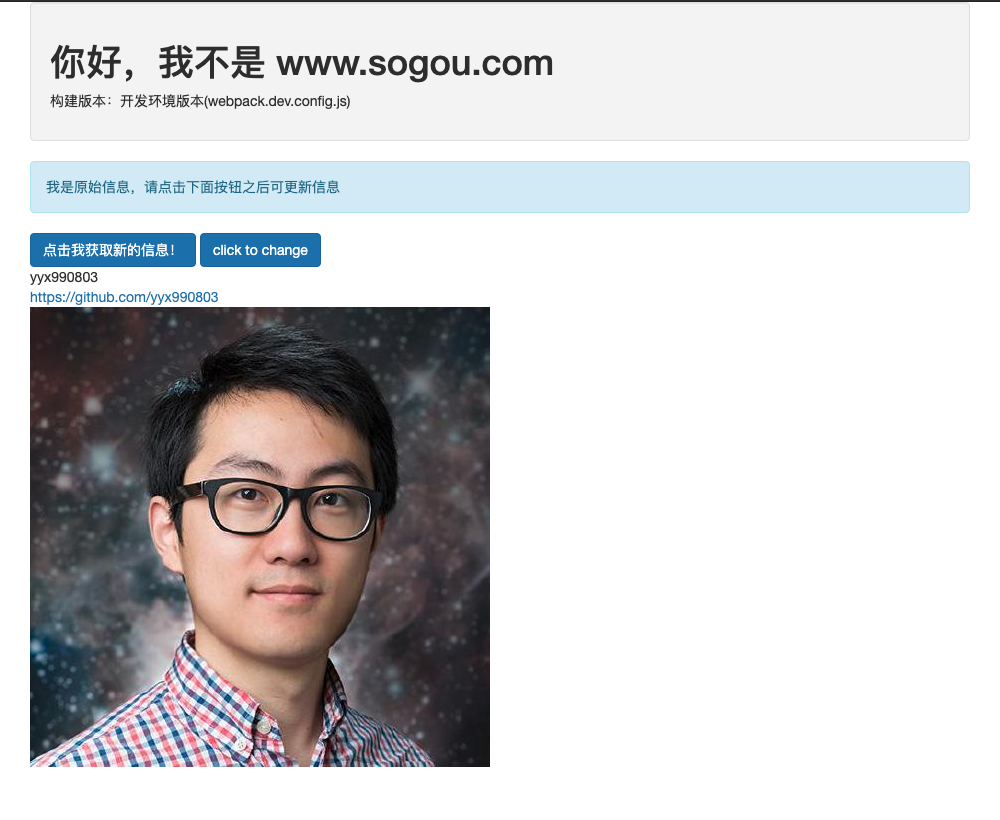 你好，我不是 www.sogou.com
构建版本：开发环境版本(webpack.dev.config.js)
我是原始信息，请点击下面按钮之后可更新信息
点击我获取新的信息！ click to change
yyx990803
https://github.com/yyx990803